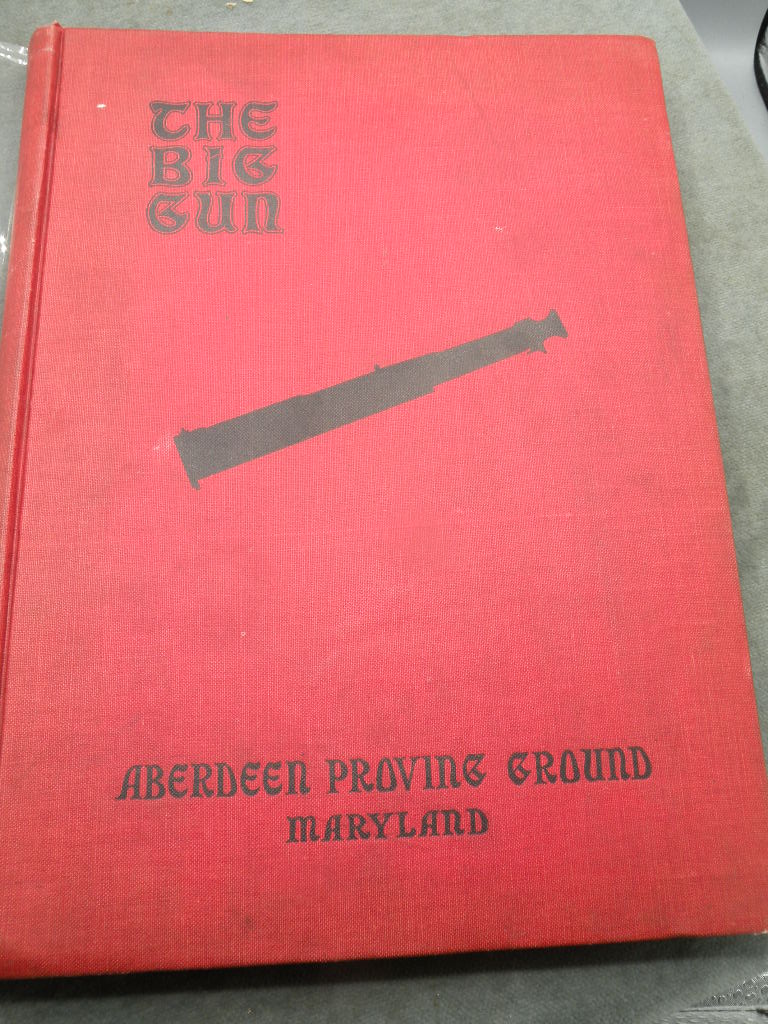 THE
BIG
GUN
ABERDEEN PROVING GROUND
MARYLAND